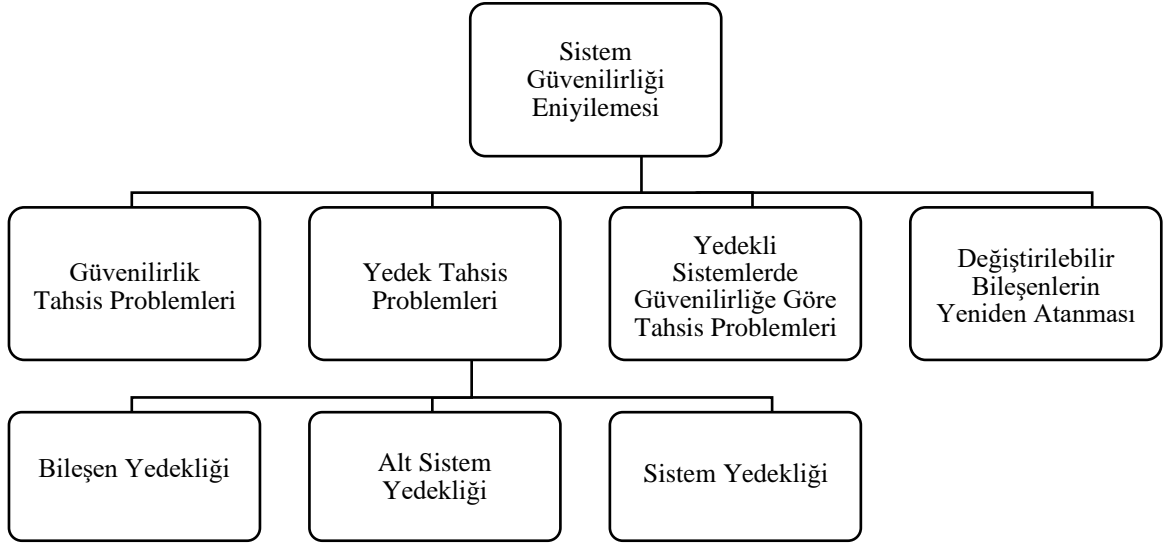 Sistem
Güvenilirliği
Eniyilemesi
Güvenilirlik
Tahsis Problemleri
Yedek Tahsis
Problemleri
Yedekli
Sistemlerde
Güvenilirliğe Göre
Tahsis Problemleri
Değiştirilebilir
Bileşenlerin
Yeniden Atanması
Bileşen Yedekliği
Alt Sistem
Yedekliği
Sistem Yedekliği